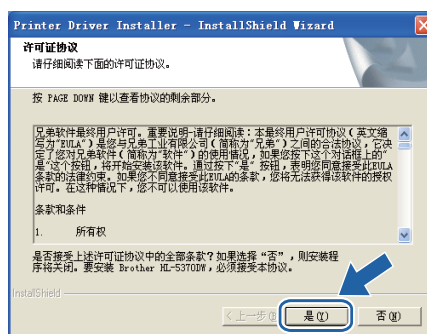 Printer Driver Installer - InstallShield Wizard
许可证协议
请仔细阅读下面的许可证协议。
按 PAGE DOWN 键以查看协议的剩余部分。
兄弟软件最终用户许可。重要说明-请仔细阅读：本最终用户许可协议（英文缩
写为"EULA"）是您与兄弟工业有限公司（简称为"兄弟"）之间的合法协议，它决
定了您对兄弟软件（简称为"软件"）的使用情况，如果您按下这个对话框上的"
是"这个按钮，将开始安装该软件。通过按下"是" 按钮，表明您同意接受此EULA
条款的法律约束。如果您不同意接受此EULA的条款，您将无法获得该软件的授权
许可。在这种情况下，您不可以使用该软件。
条款和条件
1. 所有权
是否接受上述许可证协议中的全部条款？如果选择"否"，则安装程
序将关闭。要安装 Brother HL-5370DW，必须接受本协议。
InstallShield
< 上一步(B)
是(Y)
否(N)